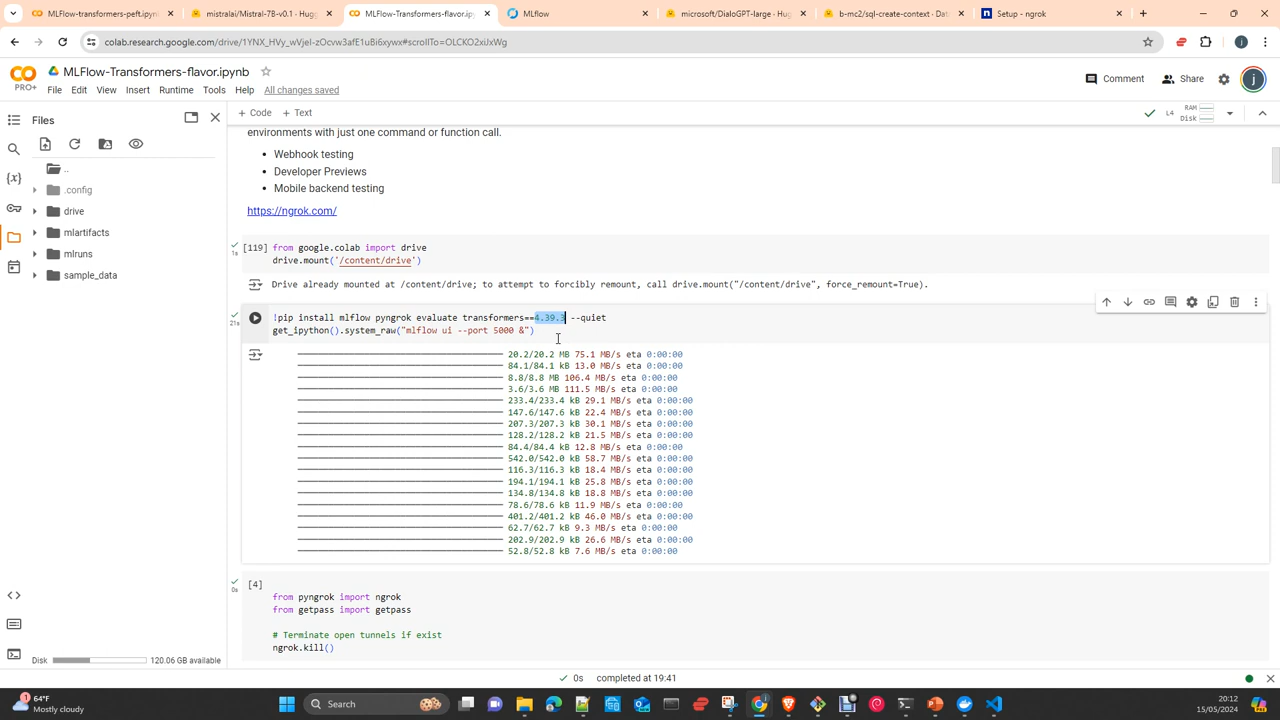 MLFlow-transformers-peft.ipynb
mistralai/Mistral-7B-v0.1 · Hugg
MLFlow-Transformers-flavor.ip
MLflow
microsoft/DialoGPT-large · Hug
b-mc2/sql-create-context · Dat
Setup - ngrok
colab.research.google.com/drive/1YNX_HVy_wVjeI-zOcvw3afE1uBi6xywx#scrollTo=OLCKO2xiJxWg
PRO+
MLFlow-Transformers-flavor.ipynb
File Edit View Insert Runtime Tools Help All changes saved
Comment
Share
j
Files
+ Code + Text
L4
RAM
Disk
..
.config
drive
mlartifacts
mlruns
sample_data
environments with just one command or function call.
• Webhook testing
• Developer Previews
• Mobile backend testing
https://ngrok.com/
[119]
1s
from google.colab import drive
drive.mount('/content/drive')
Drive already mounted at /content/drive; to attempt to forcibly remount, call drive.mount("/content/drive", force_remount=True).
21s
!pip install mlflow pyngrok evaluate transformers==4.39.3 --quiet
get_ipython().system_raw("mlflow ui --port 5000 &")
20.2/20.2 MB 75.1 MB/s eta 0:00:00
84.1/84.1 kB 13.0 MB/s eta 0:00:00
8.8/8.8 MB 106.4 MB/s eta 0:00:00
3.6/3.6 MB 111.5 MB/s eta 0:00:00
233.4/233.4 kB 29.1 MB/s eta 0:00:00
147.6/147.6 kB 22.4 MB/s eta 0:00:00
207.3/207.3 kB 30.1 MB/s eta 0:00:00
128.2/128.2 kB 21.5 MB/s eta 0:00:00
84.4/84.4 kB 12.8 MB/s eta 0:00:00
542.0/542.0 kB 58.7 MB/s eta 0:00:00
116.3/116.3 kB 18.4 MB/s eta 0:00:00
194.1/194.1 kB 25.8 MB/s eta 0:00:00
134.8/134.8 kB 18.8 MB/s eta 0:00:00
78.6/78.6 kB 11.9 MB/s eta 0:00:00
401.2/401.2 kB 46.0 MB/s eta 0:00:00
62.7/62.7 kB 9.3 MB/s eta 0:00:00
202.9/202.9 kB 26.6 MB/s eta 0:00:00
52.8/52.8 kB 7.6 MB/s eta 0:00:00
[4]
0s
from pyngrok import ngrok
from getpass import getpass
# Terminate open tunnels if exist
ngrok.kill()
Disk
120.06 GB available
0s completed at 19:41
64°F
Mostly cloudy
Search
20:12
15/05/2024